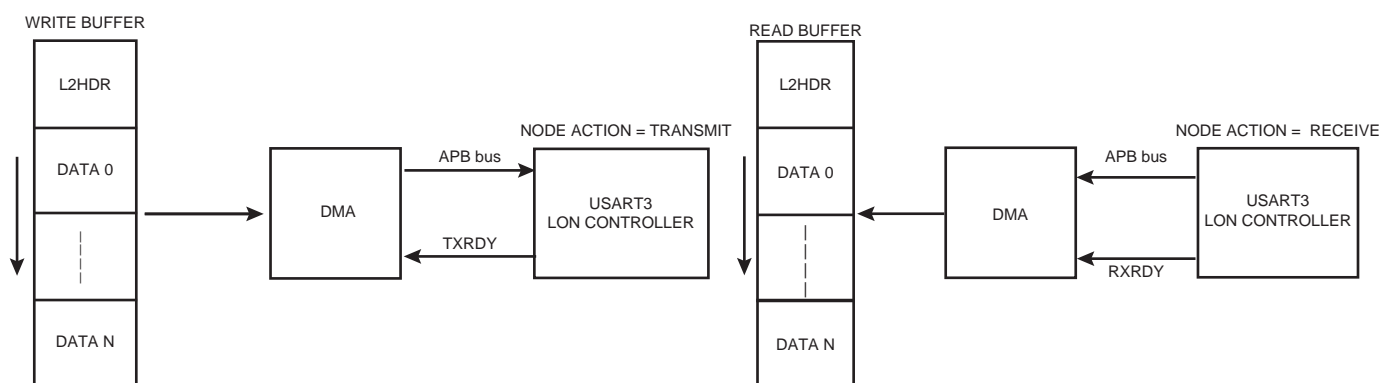 WRITE BUFFER
L2HDR
DATA 0
DATA N
DMA
APB bus
TXRDY
NODE ACTION = TRANSMIT
USART3
LON CONTROLLER
READ BUFFER
L2HDR
DATA 0
DATA N
DMA
APB bus
RXRDY
NODE ACTION = RECEIVE
USART3
LON CONTROLLER